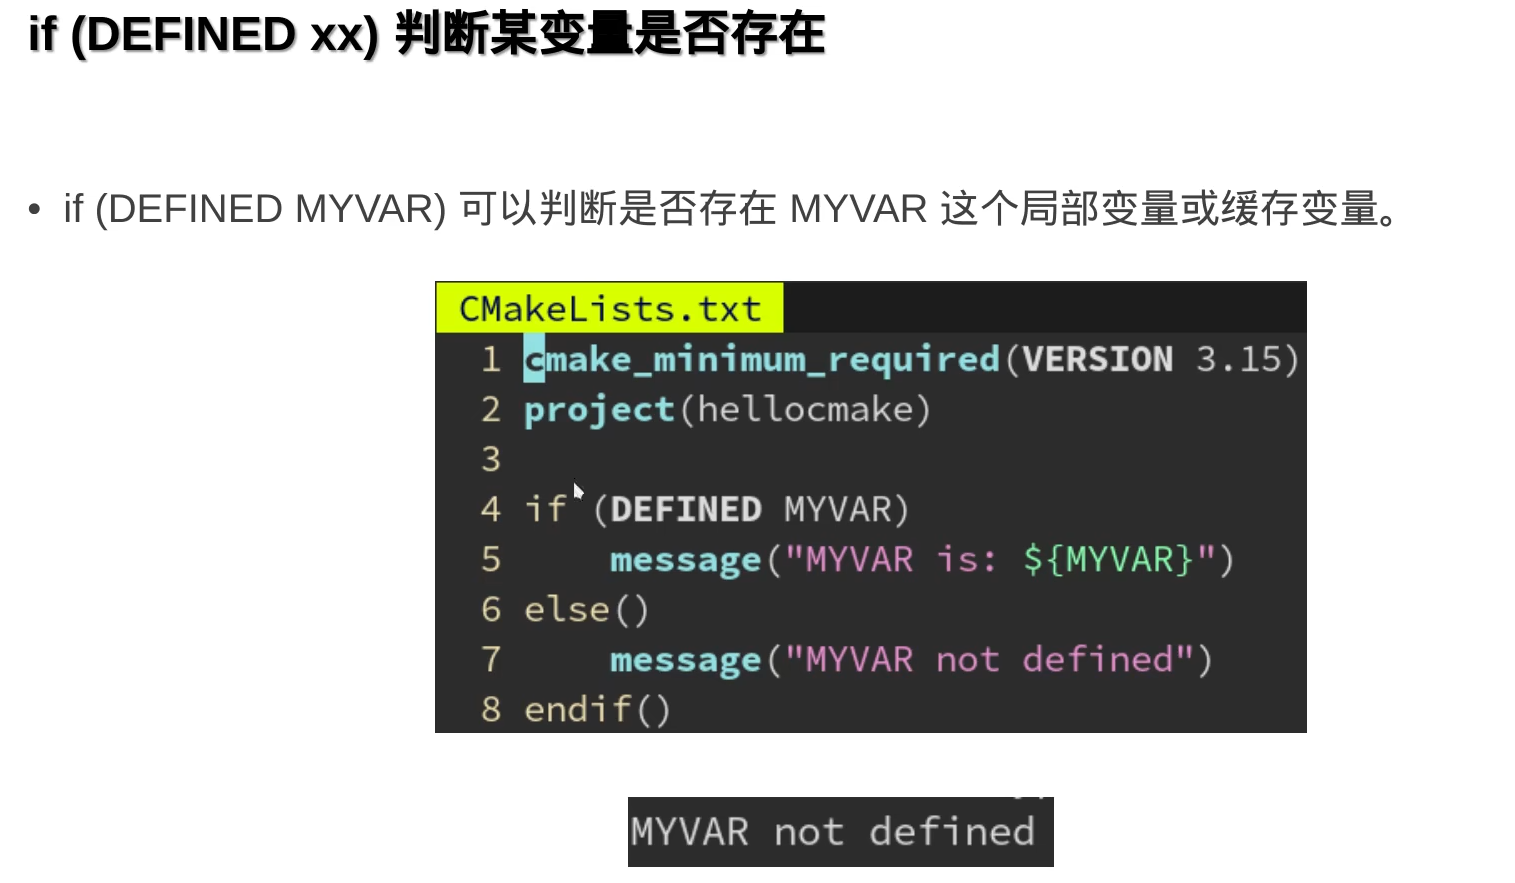 if (DEFINED xx) 判断某变量是否存在
• if (DEFINED MYVAR) 可以判断是否存在 MYVAR 这个局部变量或缓存变量。
CMakeLists.txt
1 cmake_minimum_required(VERSION 3.15)
2 project(hellocmake)
3
4 if (DEFINED MYVAR)
5     message("MYVAR is: ${MYVAR}")
6 else()
7     message("MYVAR not defined")
8 endif()
MYVAR not defined